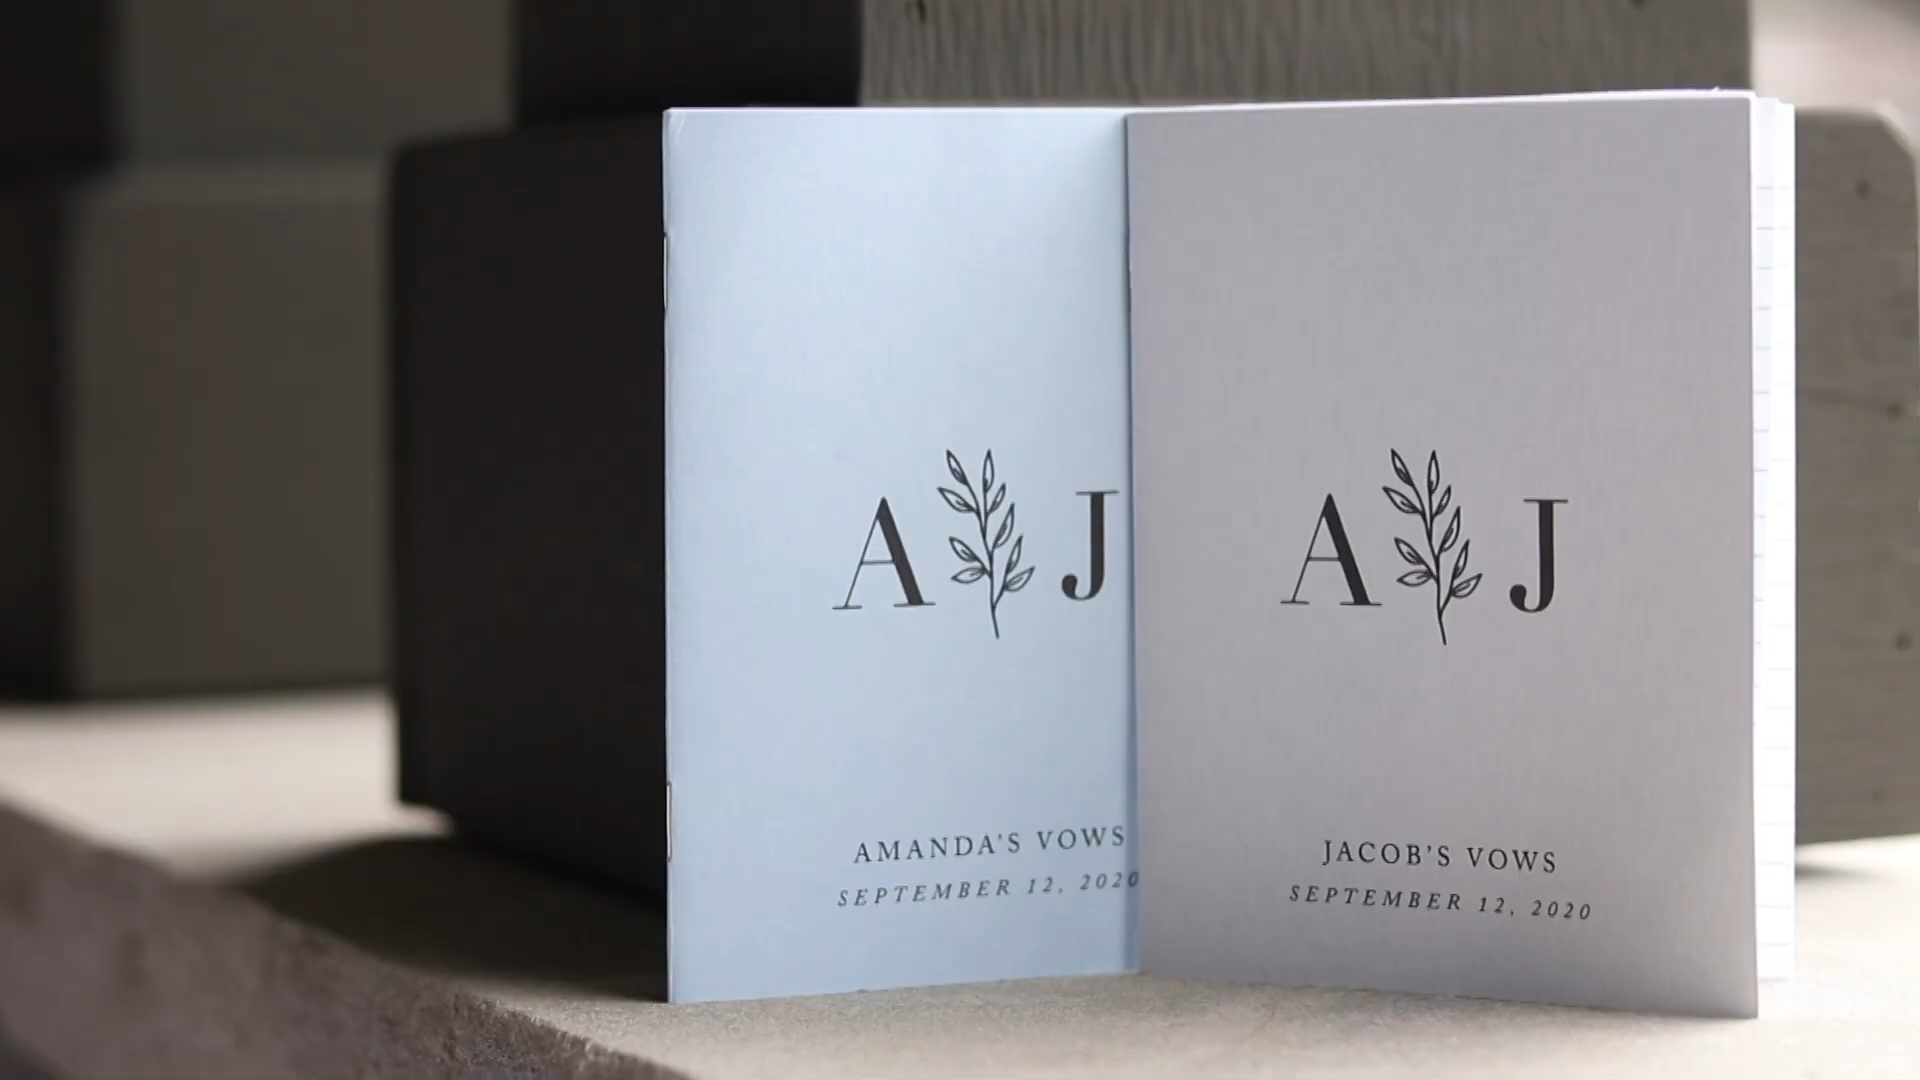 A J
AMANDA'S VOWS
SEPTEMBER 12, 2020
A J
JACOB'S VOWS
SEPTEMBER 12, 2020